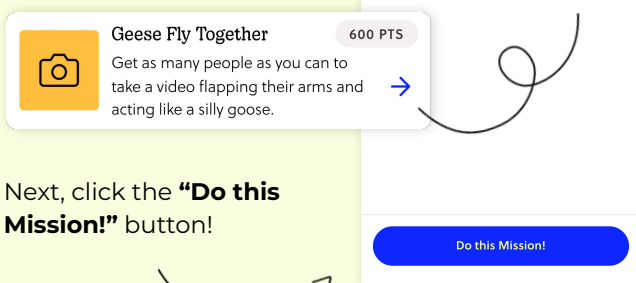 Geese Fly Together
600 PTS
Get as many people as you can to
take a video flapping their arms and
acting like a silly goose.
Next, click the “Do this
Mission!” button!
Do this Mission!